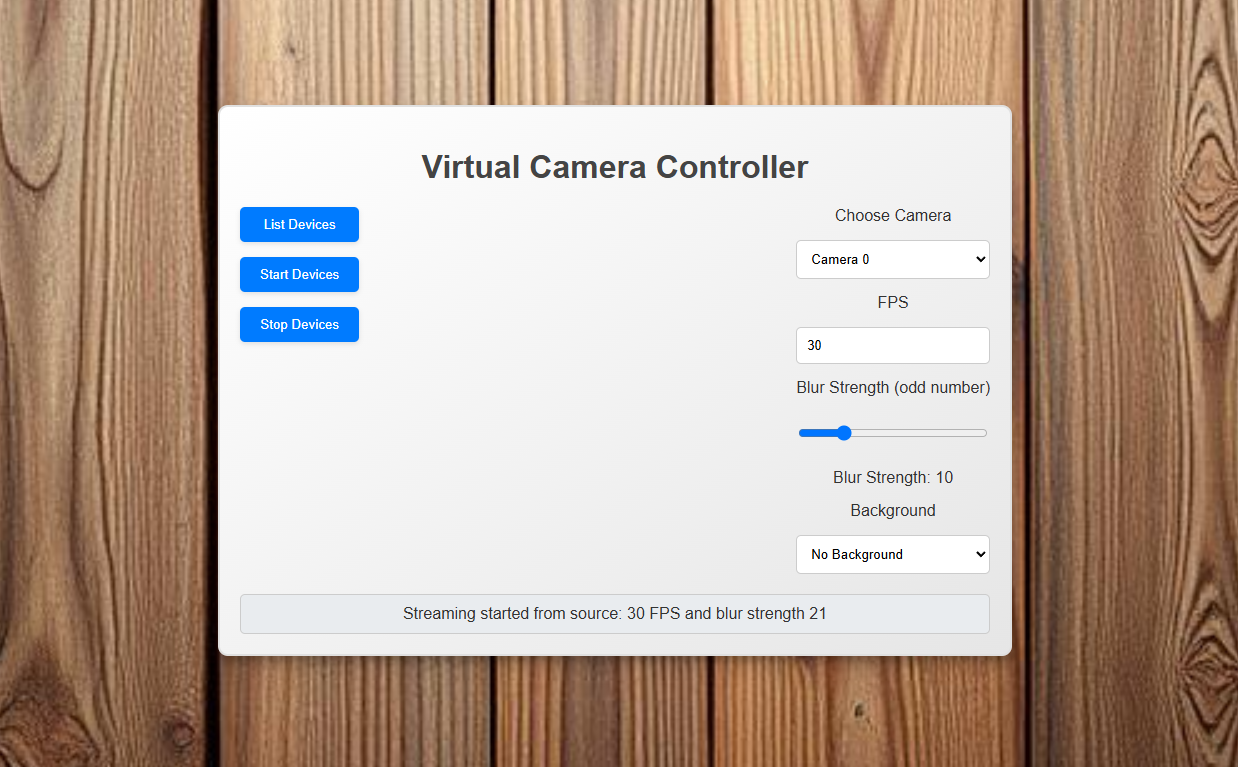 Virtual Camera Controller
List Devices
Start Devices
Stop Devices
Choose Camera
Camera 0
FPS
30
Blur Strength (odd number)
Blur Strength: 10
Background
No Background
Streaming started from source: 30 FPS and blur strength 21